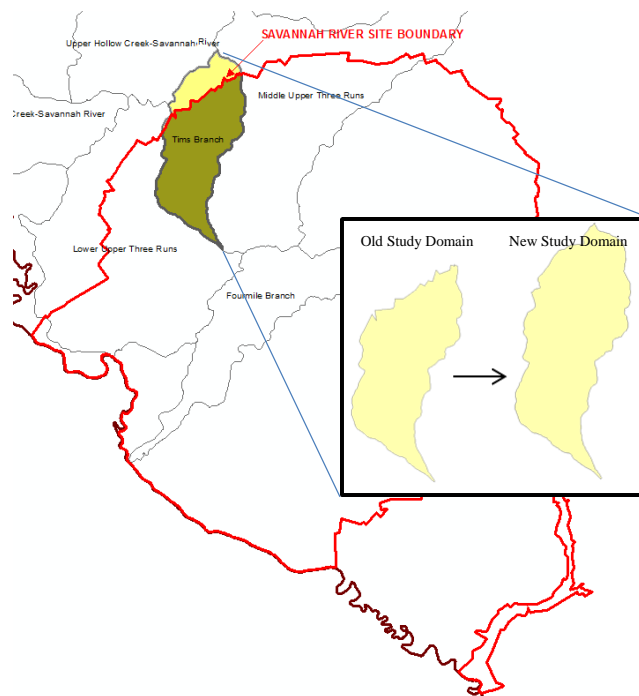 SAVANNAH RIVER SITE BOUNDARY
Upper Hollow Creek-Savannah River
Middle Upper Three Runs
Creek-Savannah River
Tims Branch
Lower Upper Three Runs
Fourmile Branch
Old Study Domain
New Study Domain